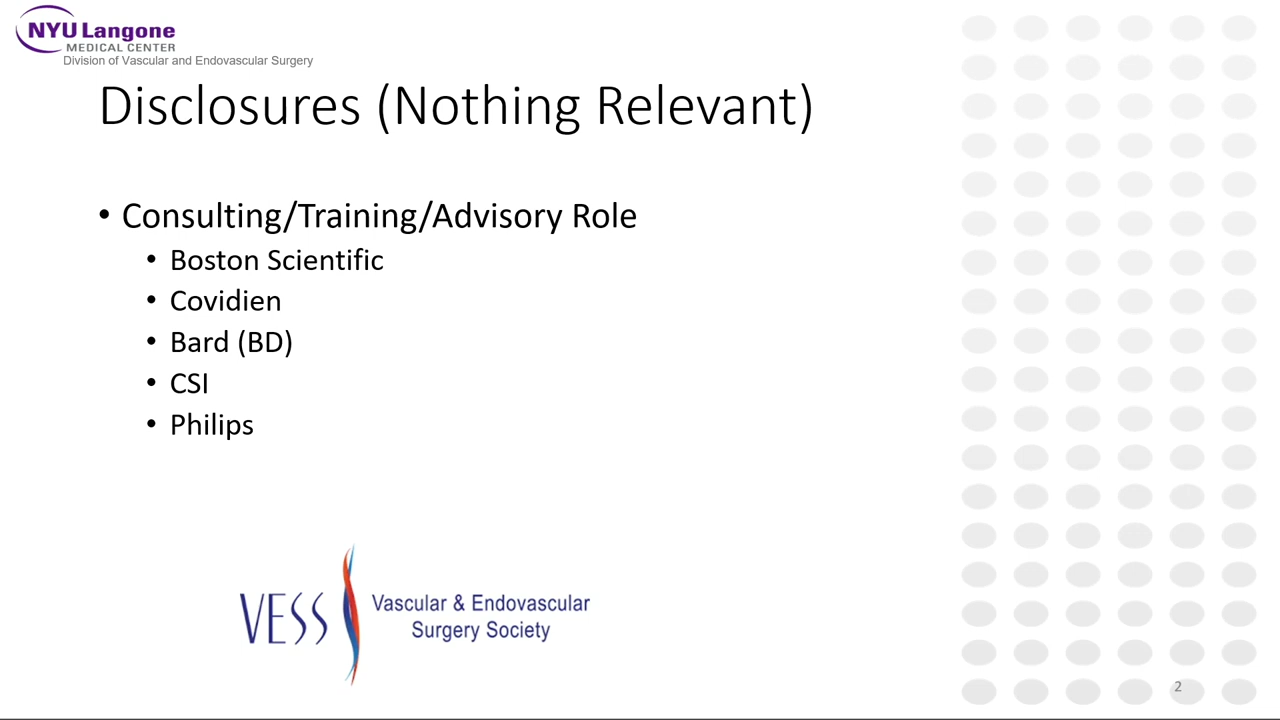 NYU Langone
MEDICAL CENTER
Division of Vascular and Endovascular Surgery
Disclosures (Nothing Relevant)
• Consulting/Training/Advisory Role
• Boston Scientific
• Covidien
• Bard (BD)
• CSI
• Philips
VESS
Vascular & Endovascular
Surgery Society
2